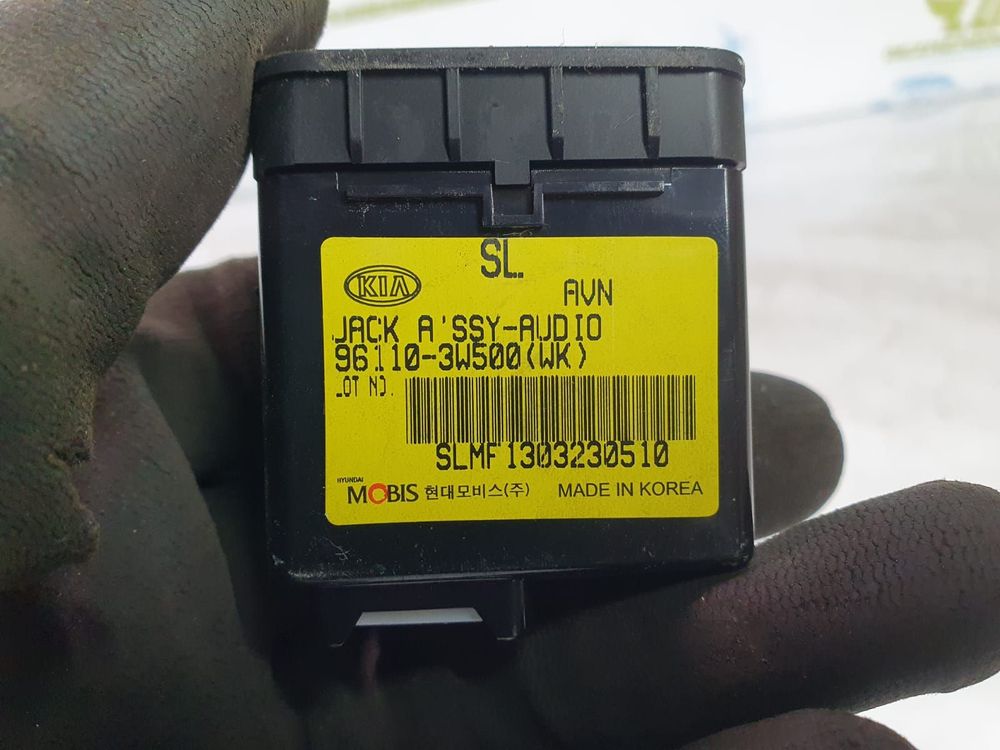 SL.
KIA
AVN
JACK A'SSY-AUDIO
96110-3W500(WK)
LOT NO.
SLMF1303230510
HYUNDAI
MOBIS 현대모비스(주) MADE IN KOREA